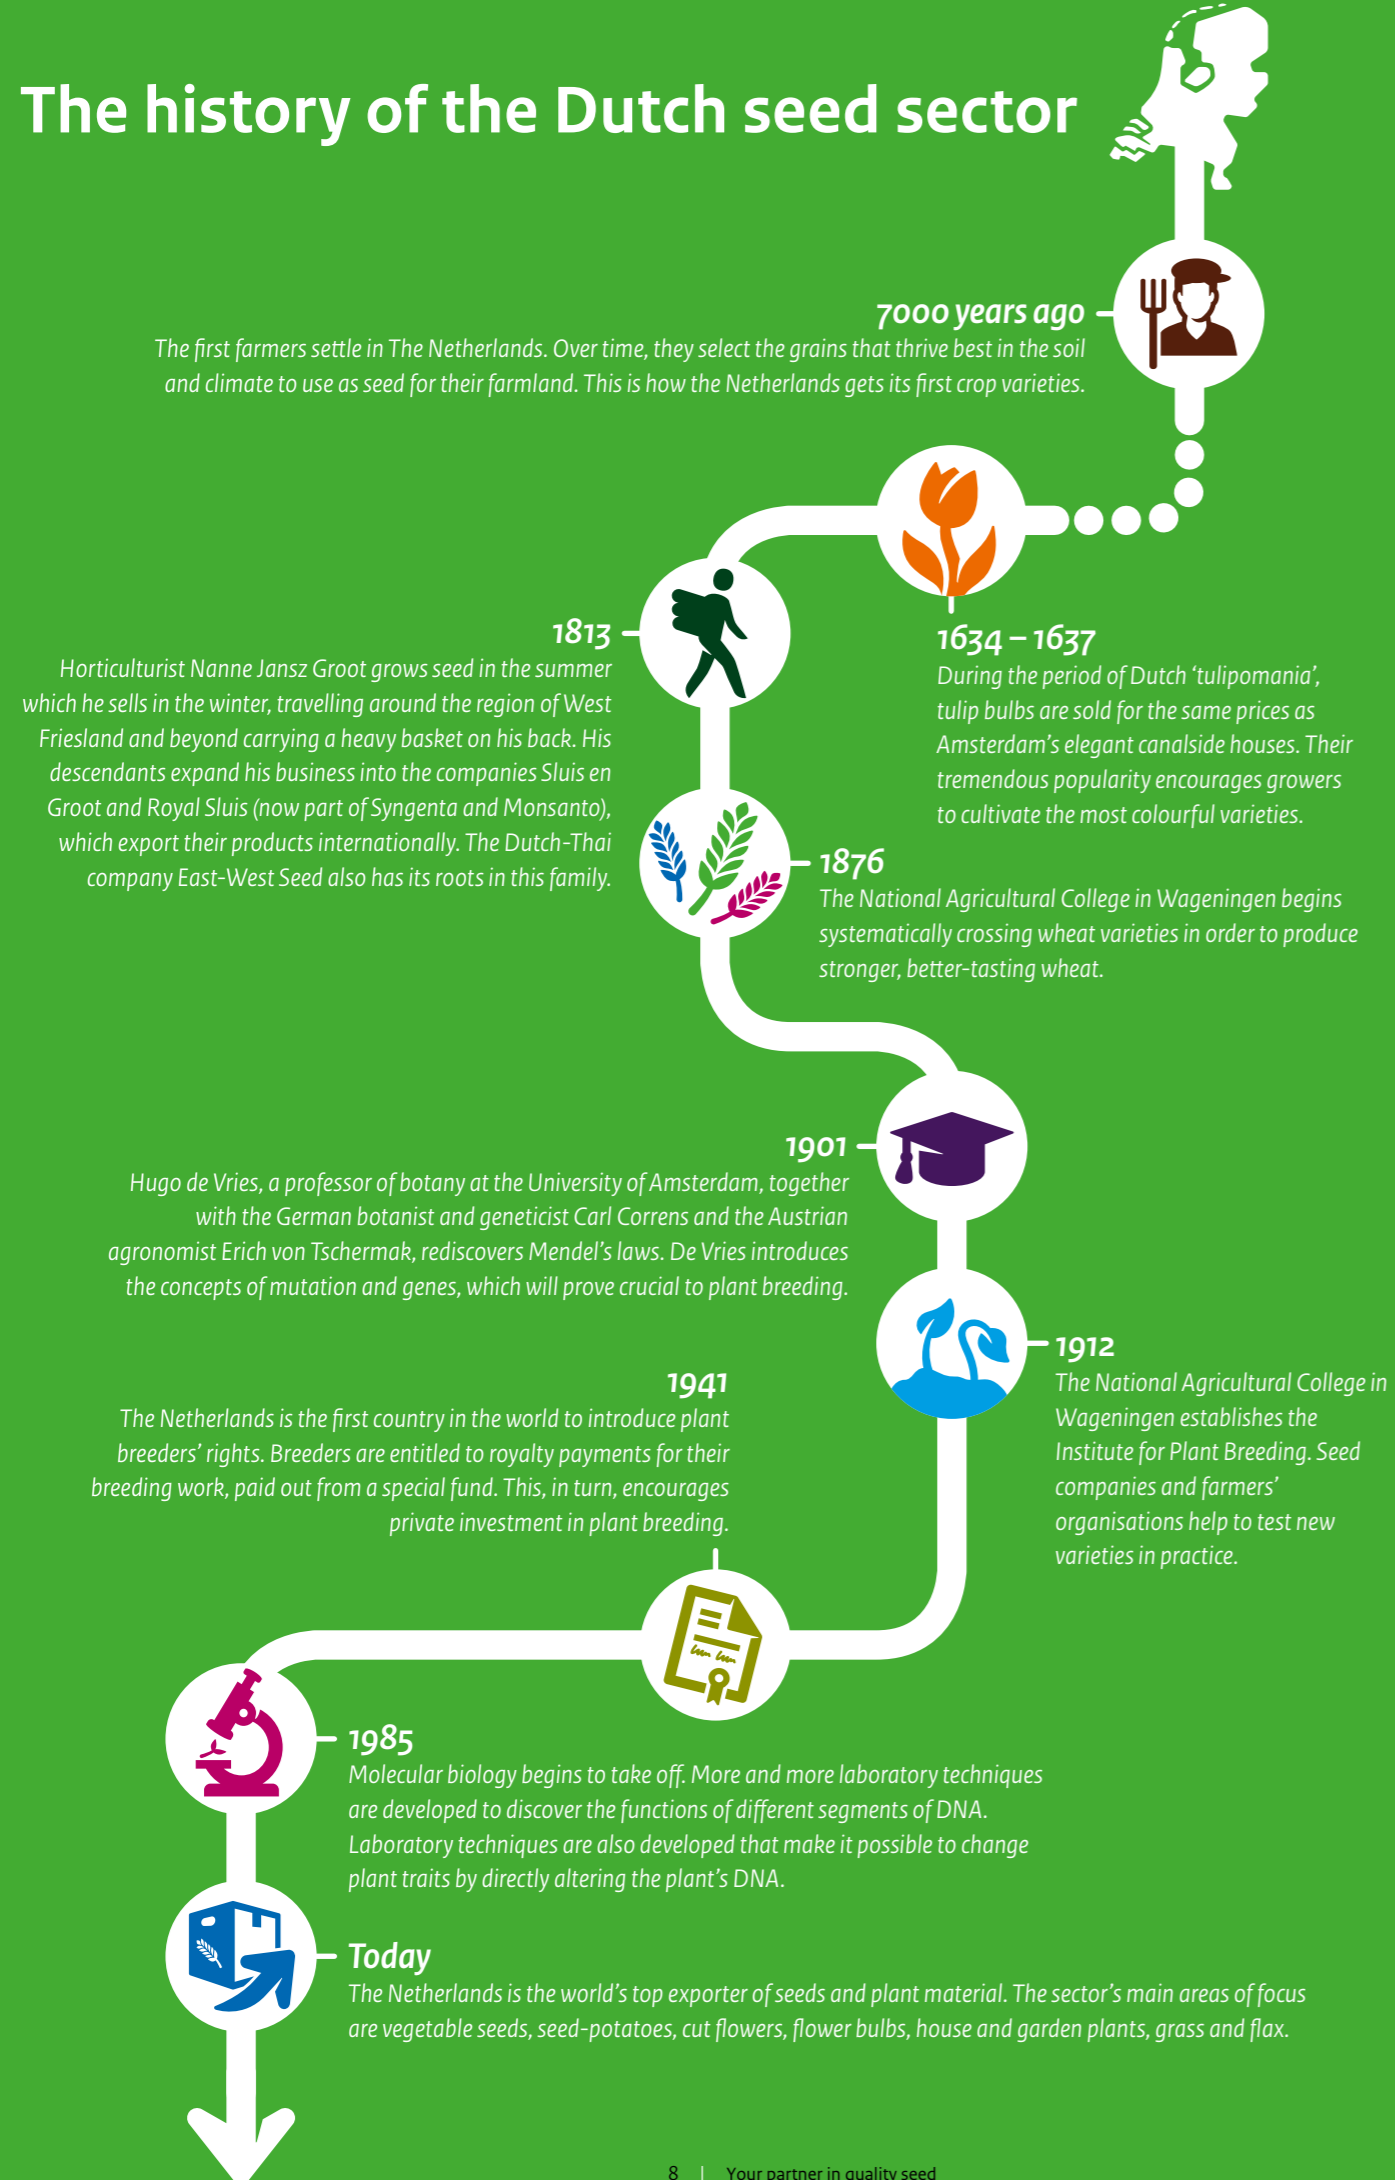 The history of the Dutch seed sector
7000 years ago
The first farmers settle in The Netherlands. Over time, they select the grains that thrive best in the soil
and climate to use as seed for their farmland. This is how the Netherlands gets its first crop varieties.
1634 – 1637
During the period of Dutch ‘tulipomania’,
tulip bulbs are sold for the same prices as
Amsterdam’s elegant canalside houses. Their
tremendous popularity encourages growers
to cultivate the most colourful varieties.
1813
Horticulturist Nanne Jansz Groot grows seed in the summer
which he sells in the winter, travelling around the region of West
Friesland and beyond carrying a heavy basket on his back. His
descendants expand his business into the companies Sluis en
Groot and Royal Sluis (now part of Syngenta and Monsanto),
which export their products internationally. The Dutch-Thai
company East-West Seed also has its roots in this family.
1876
The National Agricultural College in Wageningen begins
systematically crossing wheat varieties in order to produce
stronger, better-tasting wheat.
1901
Hugo de Vries, a professor of botany at the University of Amsterdam, together
with the German botanist and geneticist Carl Correns and the Austrian
agronomist Erich von Tschermak, rediscovers Mendel’s laws. De Vries introduces
the concepts of mutation and genes, which will prove crucial to plant breeding.
1912
The National Agricultural College in
Wageningen establishes the
Institute for Plant Breeding. Seed
companies and farmers’
organisations help to test new
varieties in practice.
1941
The Netherlands is the first country in the world to introduce plant
breeders’ rights. Breeders are entitled to royalty payments for their
breeding work, paid out from a special fund. This, in turn, encourages
private investment in plant breeding.
1985
Molecular biology begins to take off. More and more laboratory techniques
are developed to discover the functions of different segments of DNA.
Laboratory techniques are also developed that make it possible to change
plant traits by directly altering the plant’s DNA.
Today
The Netherlands is the world’s top exporter of seeds and plant material. The sector’s main areas of focus
are vegetable seeds, seed-potatoes, cut flowers, flower bulbs, house and garden plants, grass and flax.
8 | Your partner in quality seed